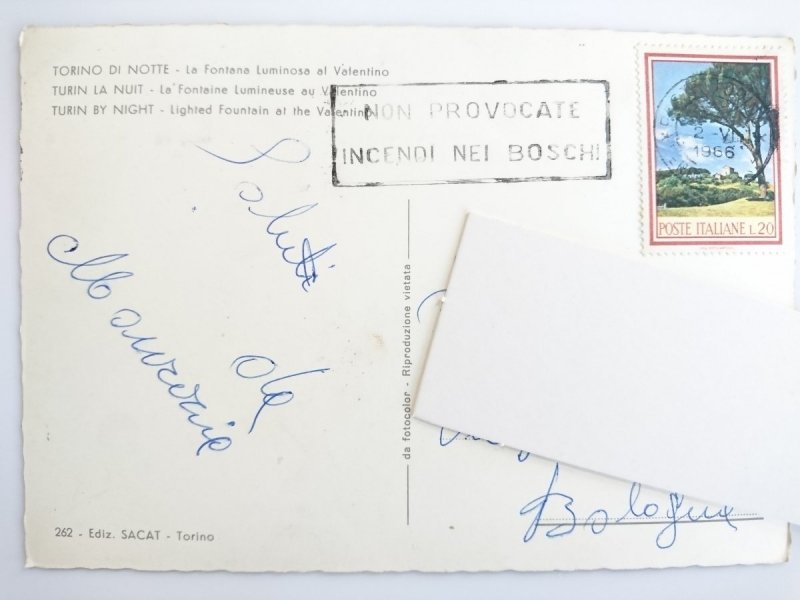 TORINO DI NOTTE - La Fontana Luminosa al Valentino
TURIN LA NUIT - La Fontaine Lumineuse au Valentino
TURIN BY NIGHT - Lighted Fountain at the Valentino
NON PROVOCATE
INCENDI NEI BOSCHI
1966
POSTE ITALIANE L.20
Saluti
da
Maurizio
da fotocolor - Riproduzione vietata
Bologna
262 - Ediz. SACAT - Torino